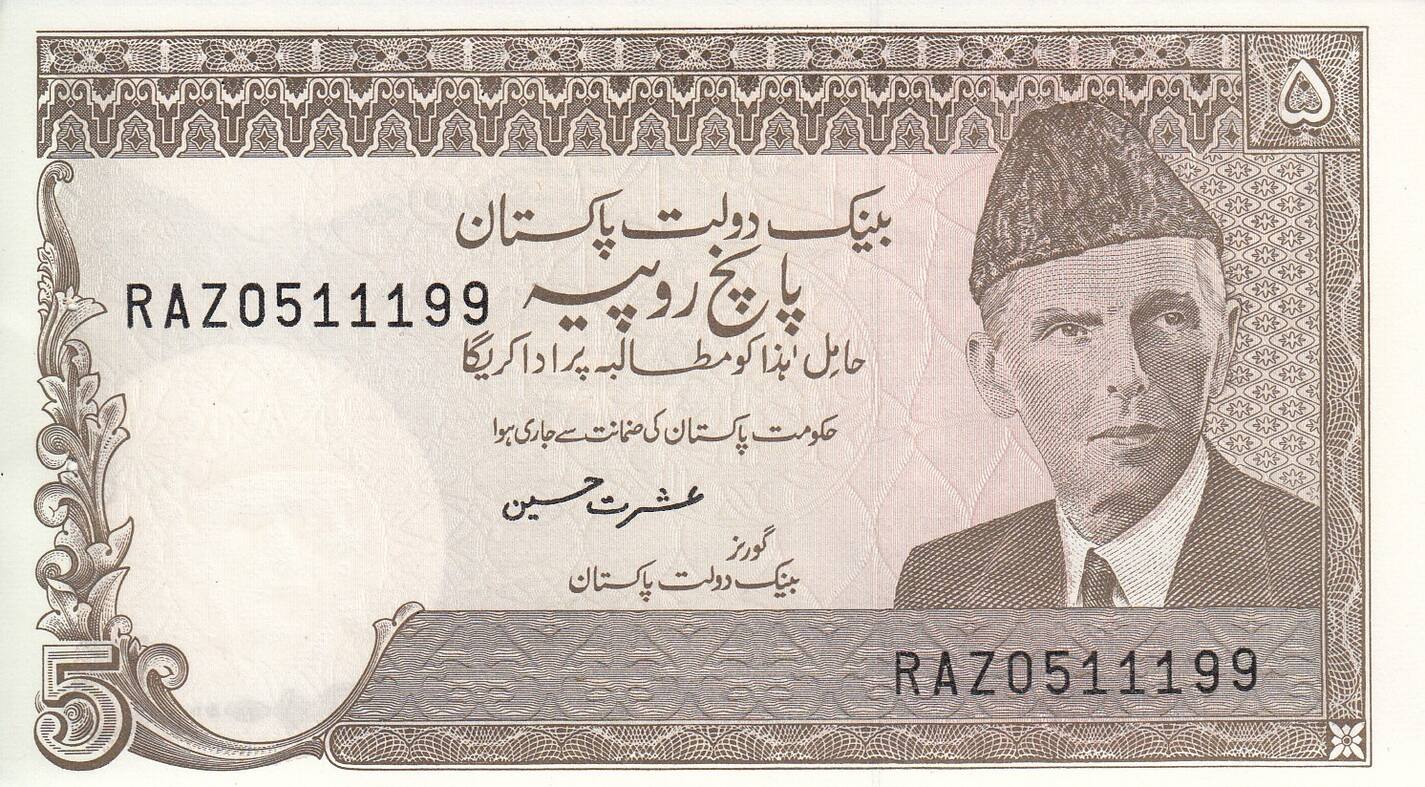 ۵
بینک دولت پاکستان
پانچ روپیہ
RAZ0511199
حاملِ ہٰذا کو مطالبہ پر ادا کریگا
حکومت پاکستان کی ضمانت سے جاری ہوا
عشرت حسین
گورنر
بینک دولت پاکستان
5
RAZ0511199